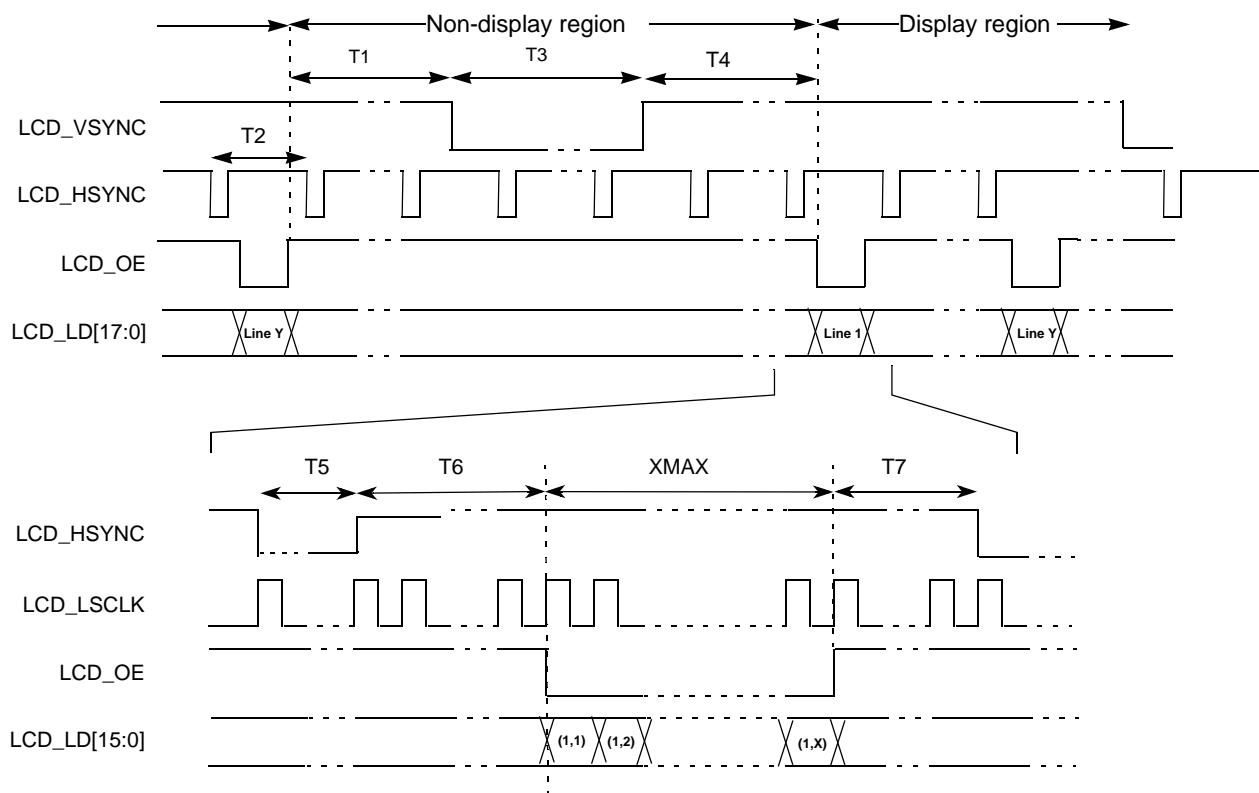 Non-display region
Display region
T1
T3
T4
LCD_VSYNC
T2
LCD_HSYNC
LCD_OE
LCD_LD[17:0]
Line Y
Line 1
Line Y
T5
T6
XMAX
T7
LCD_HSYNC
LCD_LSCLK
LCD_OE
LCD_LD[15:0]
(1,1)
(1,2)
(1,X)